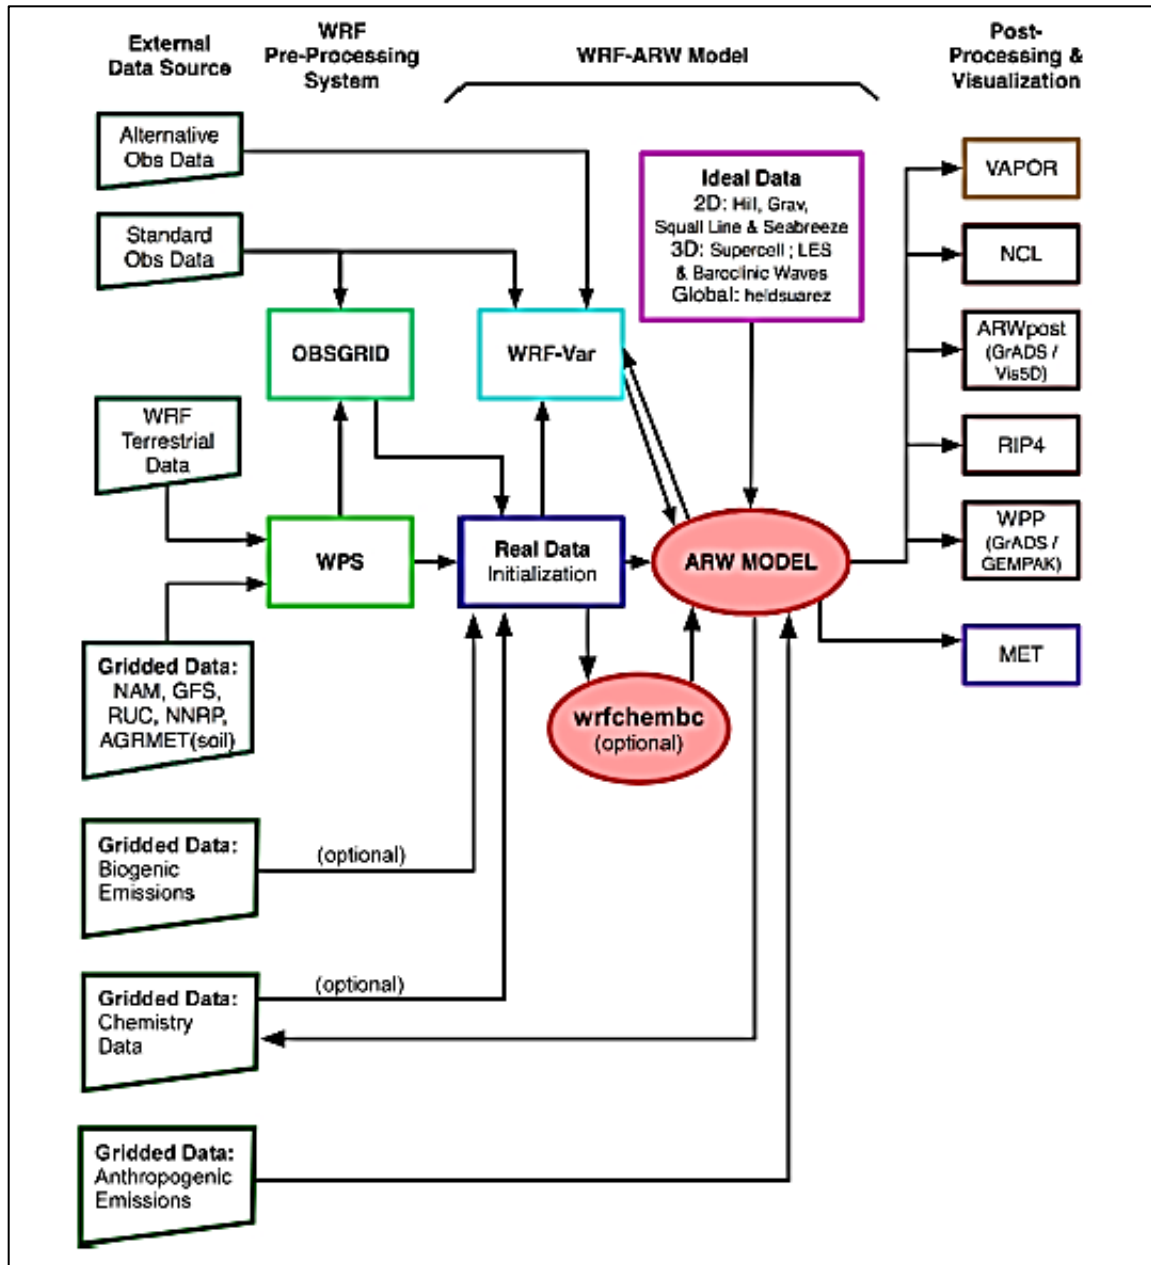 External
Data Source
WRF
Pre-Processing
System
WRF-ARW Model
Post-
Processing &
Visualization
Alternative
Obs Data
Standard
Obs Data
WRF
Terrestrial
Data
Gridded Data:
NAM, GFS,
RUC, NNRP,
AGRMET(soil)
Gridded Data:
Biogenic
Emissions
(optional)
Gridded Data:
Chemistry
Data
(optional)
Gridded Data:
Anthropogenic
Emissions
OBSGRID
WPS
WRF-Var
Real Data
Initialization
Ideal Data
2D: Hill, Grav,
Squall Line & Seabreeze
3D: Supercell ; LES
& Baroclinic Waves
Global: heldsuarez
ARW MODEL
wrfchembc
(optional)
VAPOR
NCL
ARWpost
(GrADS /
Vis5D)
RIP4
WPP
(GrADS /
GEMPAK)
MET